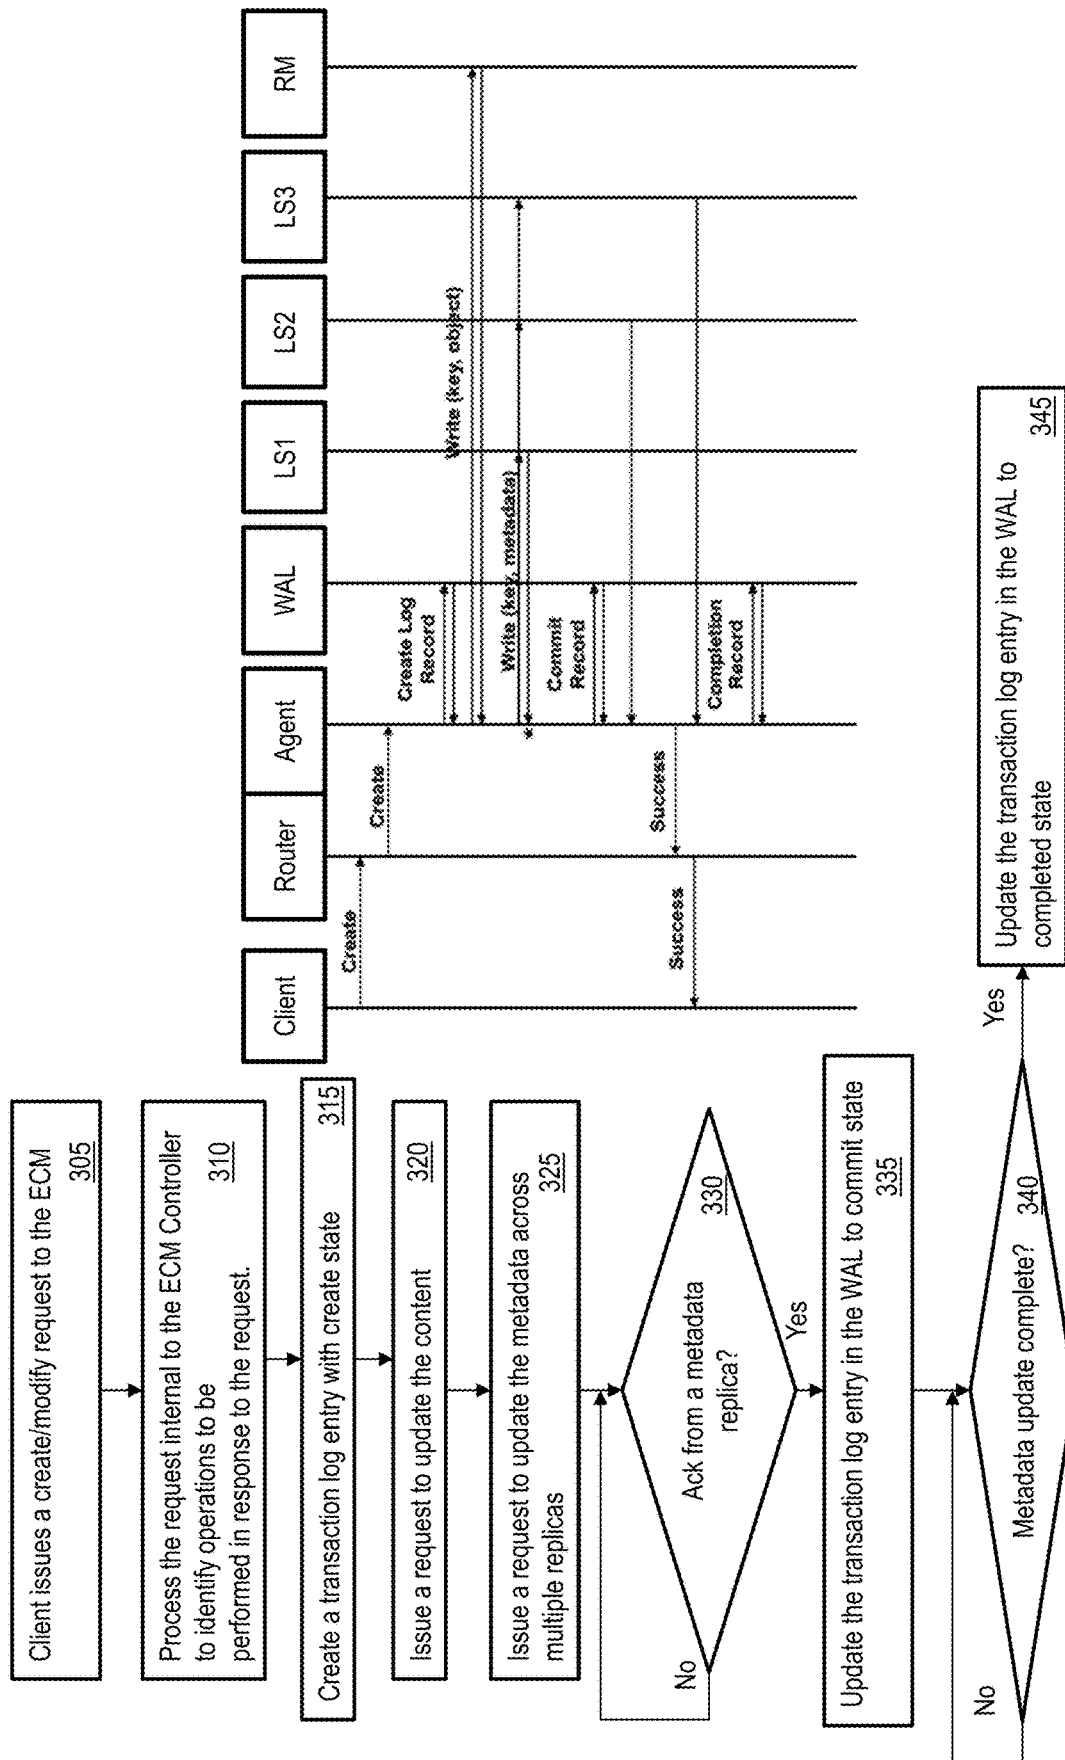 Client issues a create/modify request to the ECM
305
Process the request internal to the ECM Controller
to identify operations to be
performed in response to the request.
310
Create a transaction log entry with create state
315
Issue a request to update the content
320
Issue a request to update the metadata across
multiple replicas
325
Ack from a metadata
replica?
330
No
Yes
Update the transaction log entry in the WAL to commit state
335
Metadata update complete?
340
No
Yes
Update the transaction log entry in the WAL to
completed state
345
Client
Router
Agent
WAL
LS1
LS2
LS3
RM
Create
Create
Create Log
Record
Write (key, object)
Write (key, metadata)
Commit
Record
Success
Success
Completion
Record